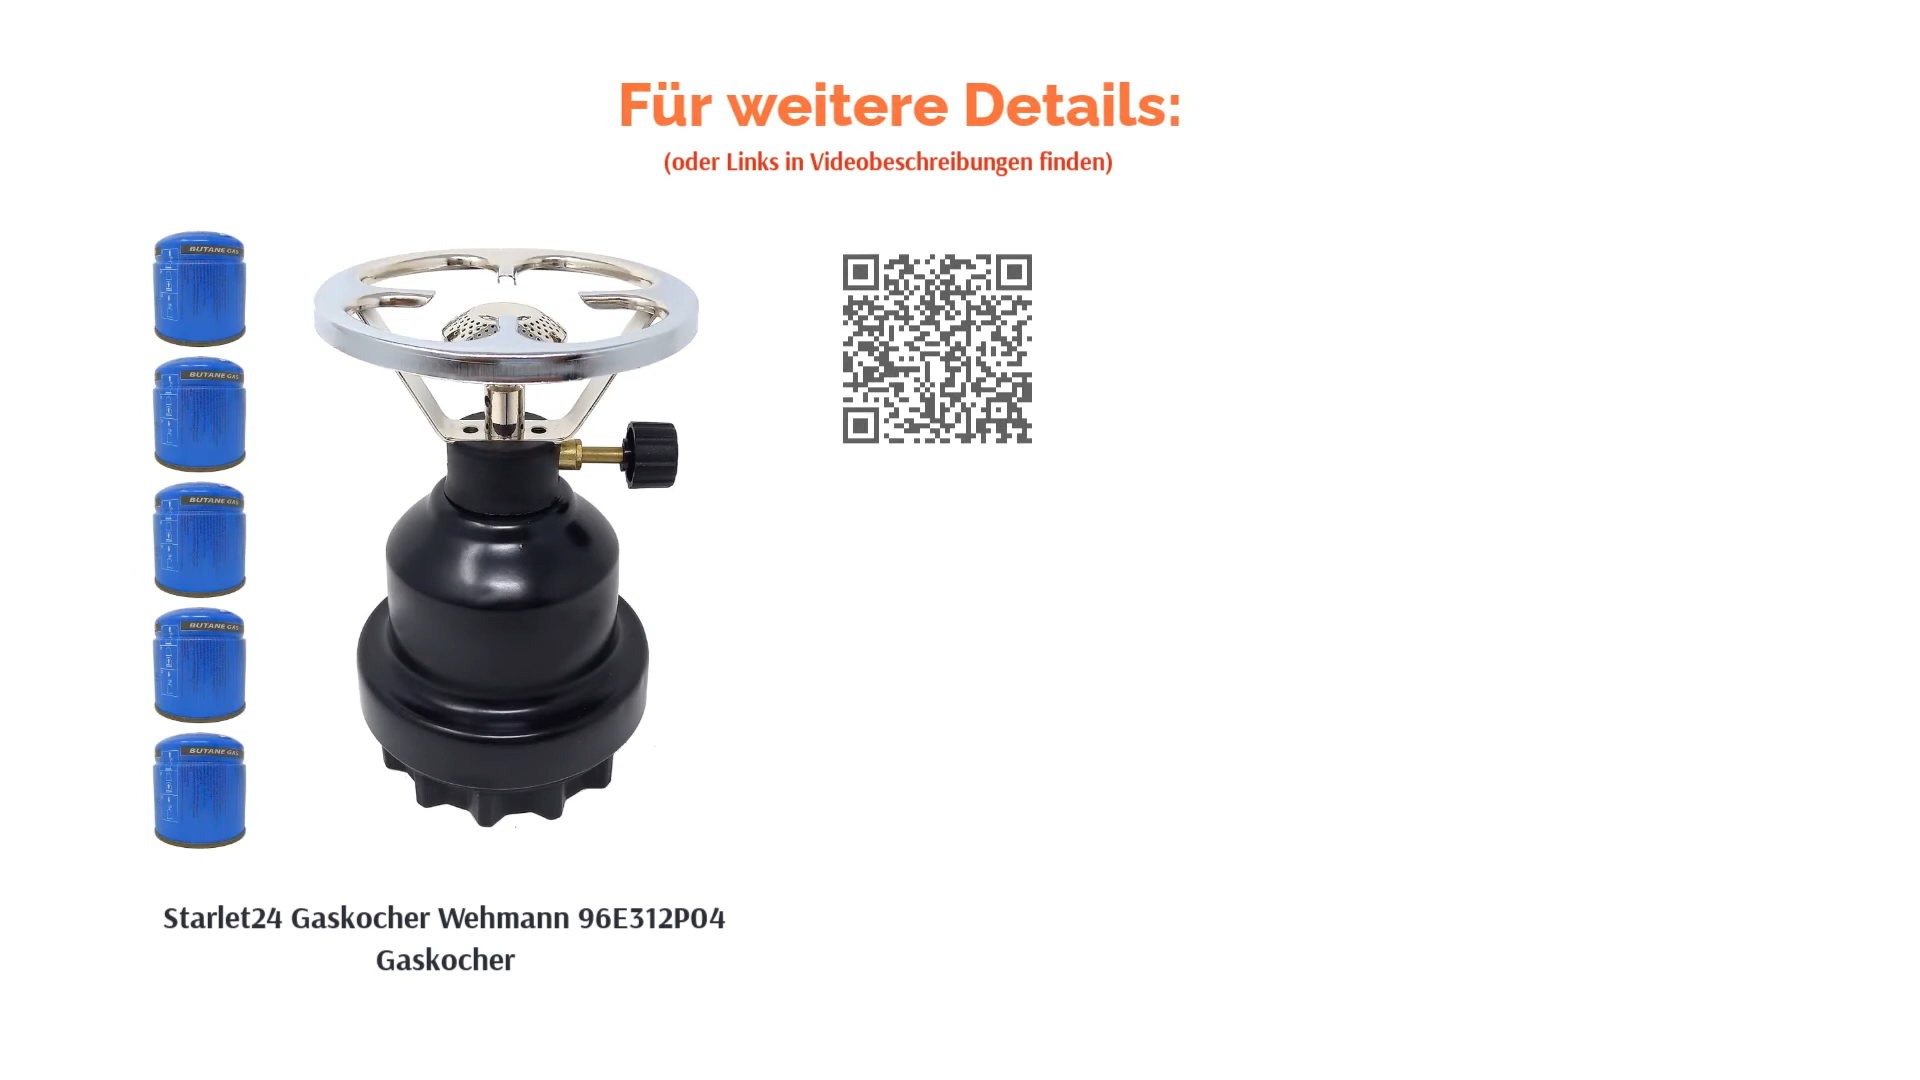 Für weitere Details:
(oder Links in Videobeschreibungen finden)
BUTANE GAS
BUTANE GAS
BUTANE GAS
BUTANE GAS
BUTANE GAS
Starlet24 Gaskocher Wehmann 96E312P04
Gaskocher